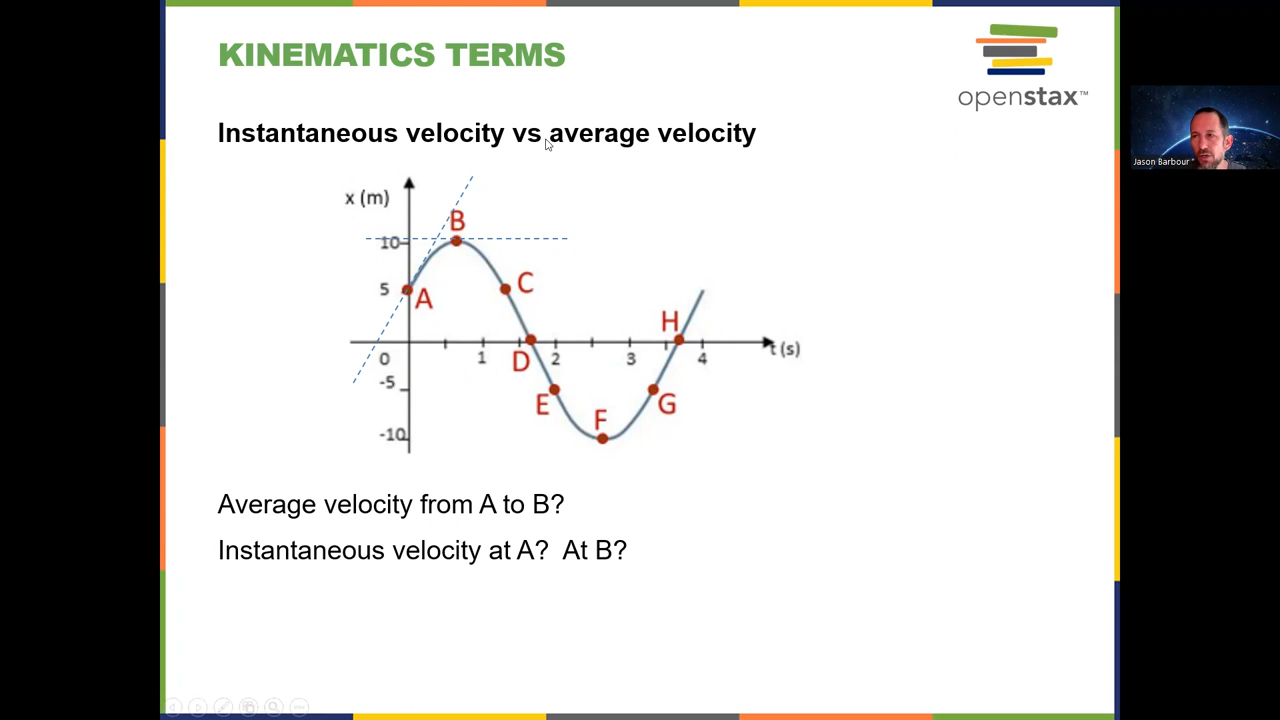 KINEMATICS TERMS
openstax™
Instantaneous velocity vs average velocity
Jason Barbour
x (m)
B
10
5
A
C
H
t (s)
0
1
D
2
3
4
-5
E
F
G
-10
Average velocity from A to B?
Instantaneous velocity at A? At B?